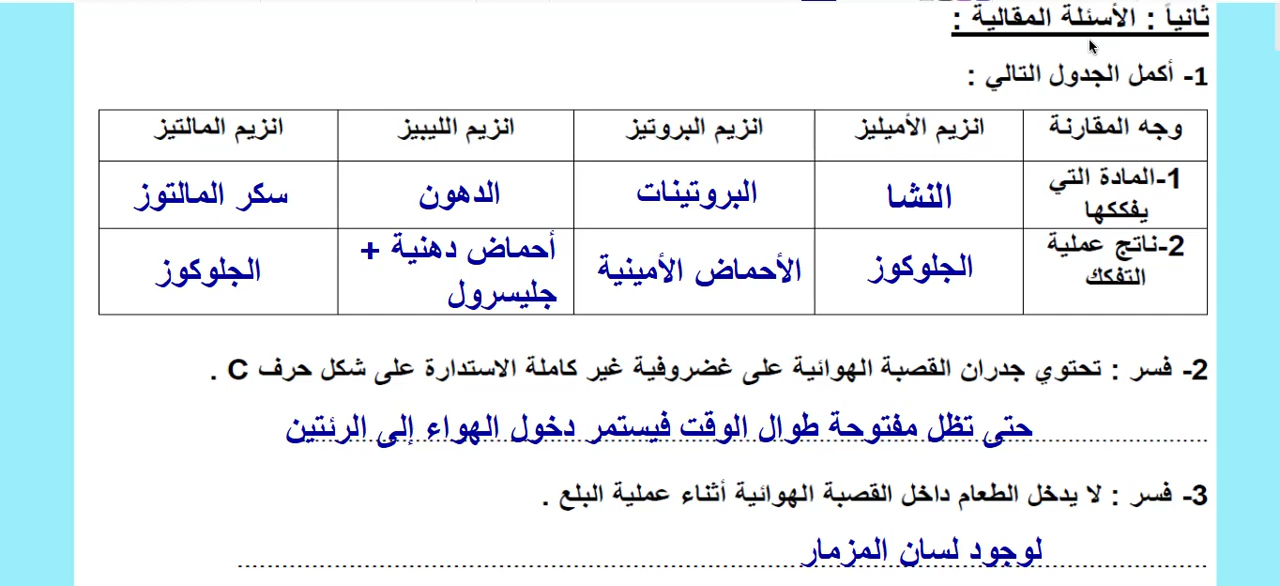 ثانياً : الأسئلة المقالية :
1- أكمل الجدول التالي :
وجه المقارنة انزيم الأميليز انزيم البروتيز انزيم الليبيز انزيم المالتيز
1-المادة التي يفككها النشا البروتينات الدهون سكر المالتوز
2-ناتج عملية التفكك الجلوكوز الأحماض الأمينية أحماض دهنية + جليسرول الجلوكوز
2- فسر : تحتوي جدران القصبة الهوائية على غضروفية غير كاملة الاستدارة على شكل حرف C .
حتى تظل مفتوحة طوال الوقت فيستمر دخول الهواء إلى الرئتين
3- فسر : لا يدخل الطعام داخل القصبة الهوائية أثناء عملية البلع .
لوجود لسان المزمار